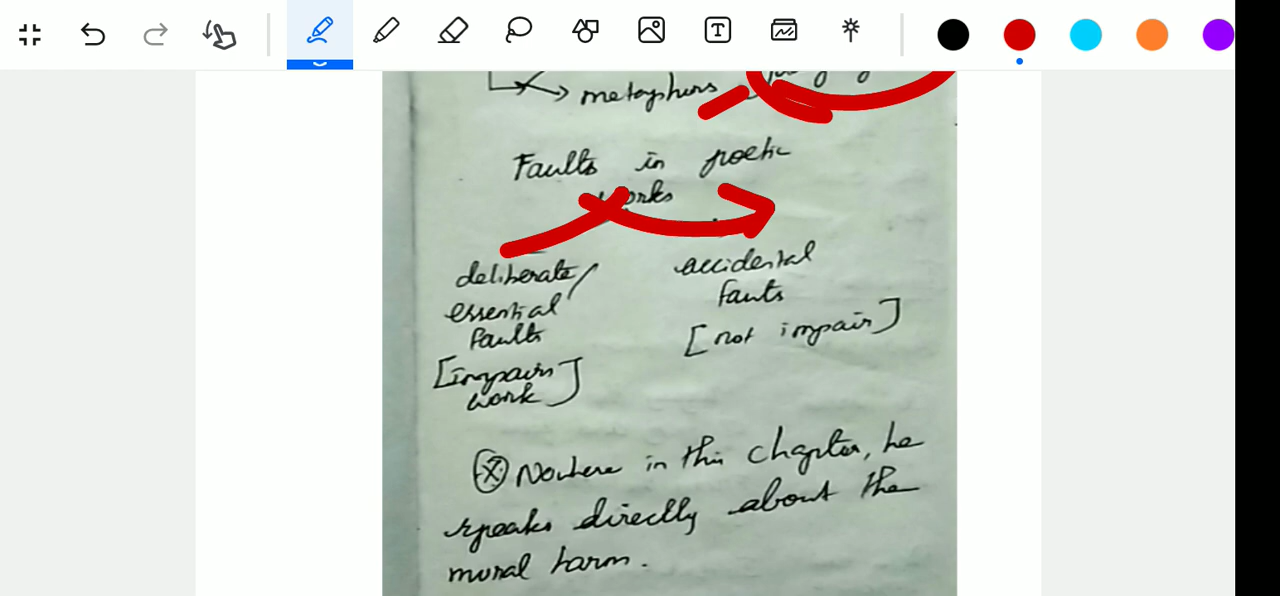 metaphors
Faults in poetic
works
deliberate/
essential
faults
[impairs
work]
accidental
fauts
[not impair]
Nowhere in this chapter, he
speaks directly about the
moral harm.
T